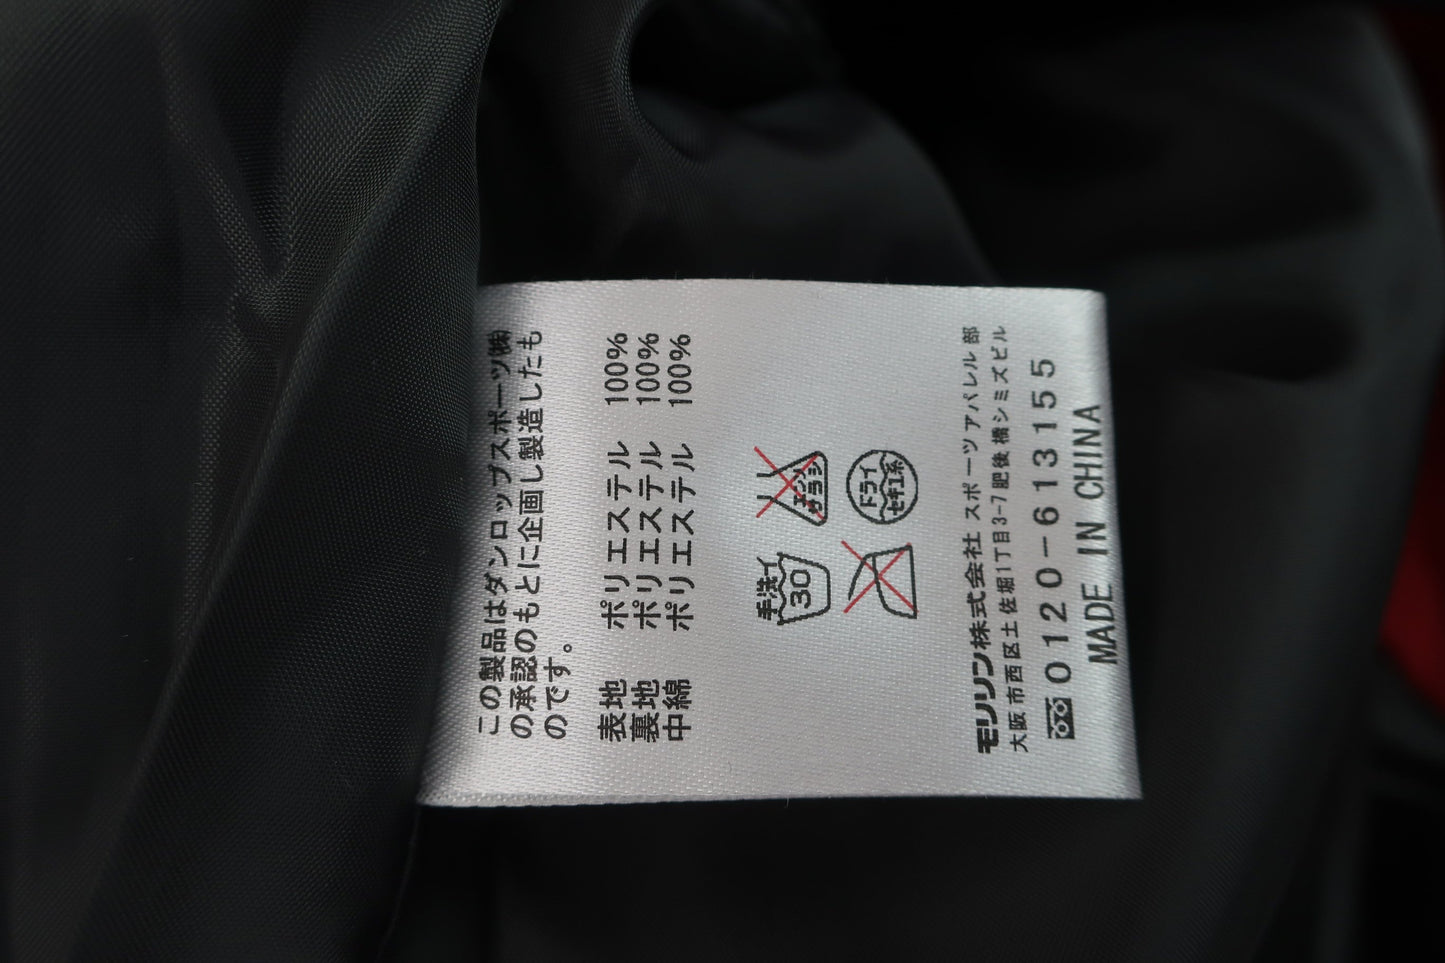 この製品はダンロップスポーツ㈱
の承認のもとに企画し製造したも
のです。
表地 ポリエステル 100%
裏地 ポリエステル 100%
中綿 ポリエステル 100%
手洗イ
30
エンソ
サラシ
ドライ
セキユ系
モリリン株式会社 スポーツアパレル部
大阪市西区土佐堀1丁目3-7肥後橋シミズビル
0120-613155
MADE IN CHINA